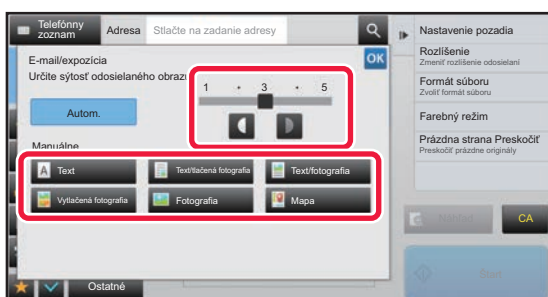 Telefónny
zoznam
Adresa
Stlačte na zadanie adresy
Nastavenie pozadia
E-mail/expozícia
OK
Rozlíšenie
Zmeniť rozlíšenie odosielaní
Určite sýtosť odosielaného obrazu
1 3 5
Formát súboru
Zvoliť formát súboru
Autom.
Farebný režim
Manuálne
Prázdna strana Preskočiť
Preskočiť prázdne originály
Text
Text/tlačená fotografia
Text/fotografia
Vytlačená fotografia
Fotografia
Mapa
Náhľad
CA
Štart
Ostatné